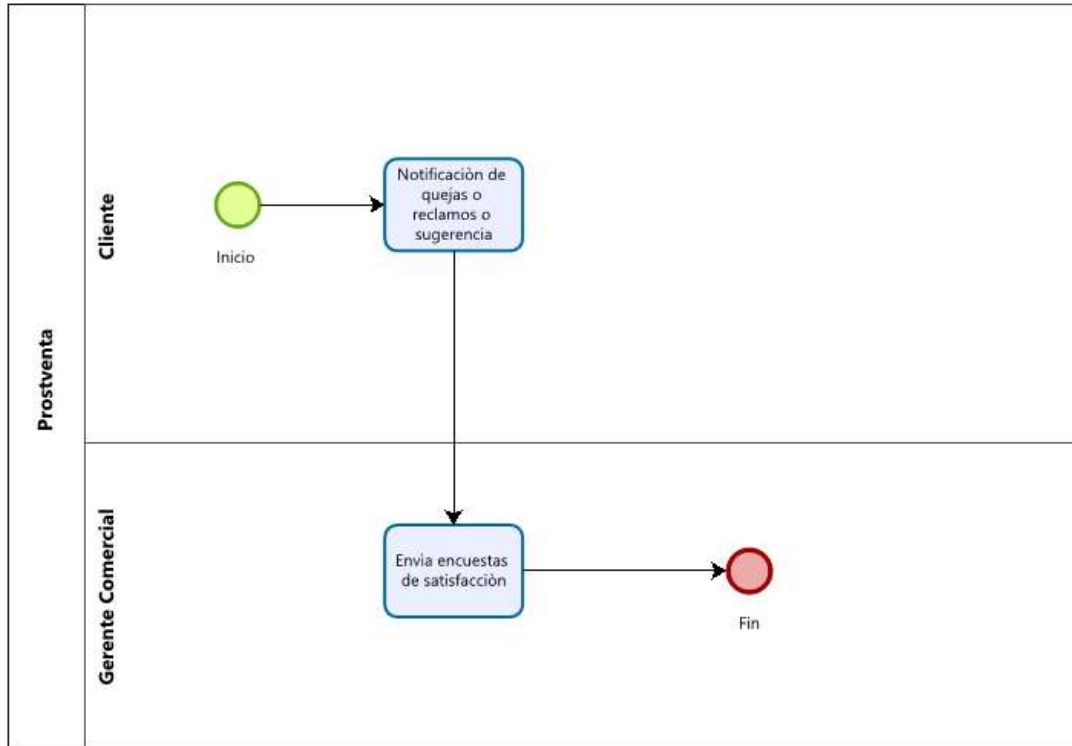 Prostventa
Cliente
Inicio
Notificaciòn de
quejas o
reclamos o
sugerencia
Gerente Comercial
Envia encuestas
de satisfacciòn
Fin